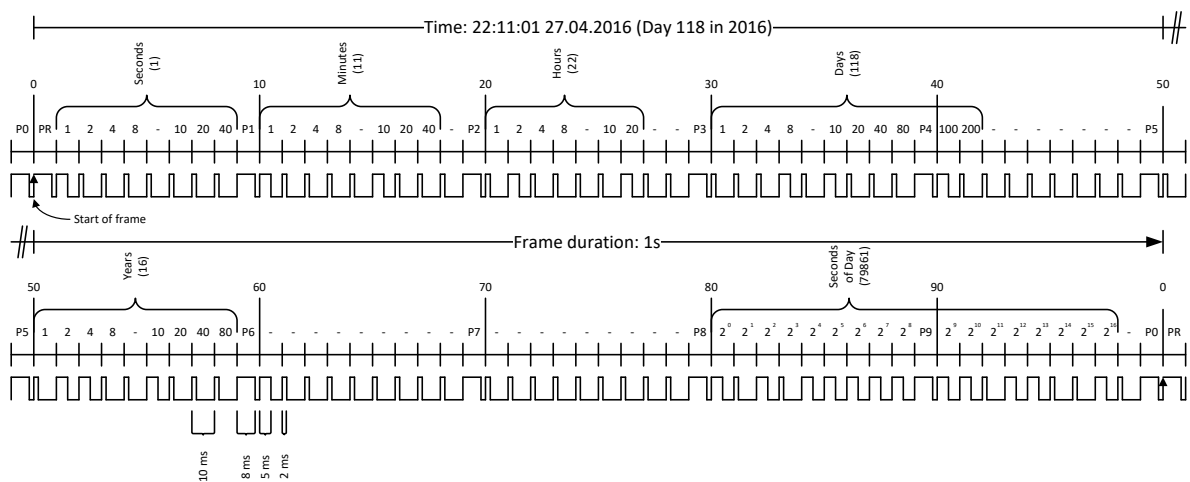 Time: 22:11:01 27.04.2016 (Day 118 in 2016)
Seconds
(1)
Minutes
(11)
Hours
(22)
Days
(118)
0 10 20 30 40 50
P0 PR 1 2 4 8 - 10 20 40 P1 1 2 4 8 - 10 20 40 - P2 1 2 4 8 - 10 20 - - P3 1 2 4 8 - 10 20 40 80 P4 100 200 - - - - - - - P5
Start of frame
Frame duration: 1s
Years
(16)
Seconds
of Day
(79861)
50 60 70 80 90 0
P5 1 2 4 8 - 10 20 40 80 P6 - - - - - - - - - P7 - - - - - - - - - P8 2⁰ 2¹ 2² 2³ 2⁴ 2⁵ 2⁶ 2⁷ 2⁸ P9 2⁹ 2¹⁰ 2¹¹ 2¹² 2¹³ 2¹⁴ 2¹⁵ 2¹⁶ - P0 PR
10 ms
8 ms
5 ms
2 ms